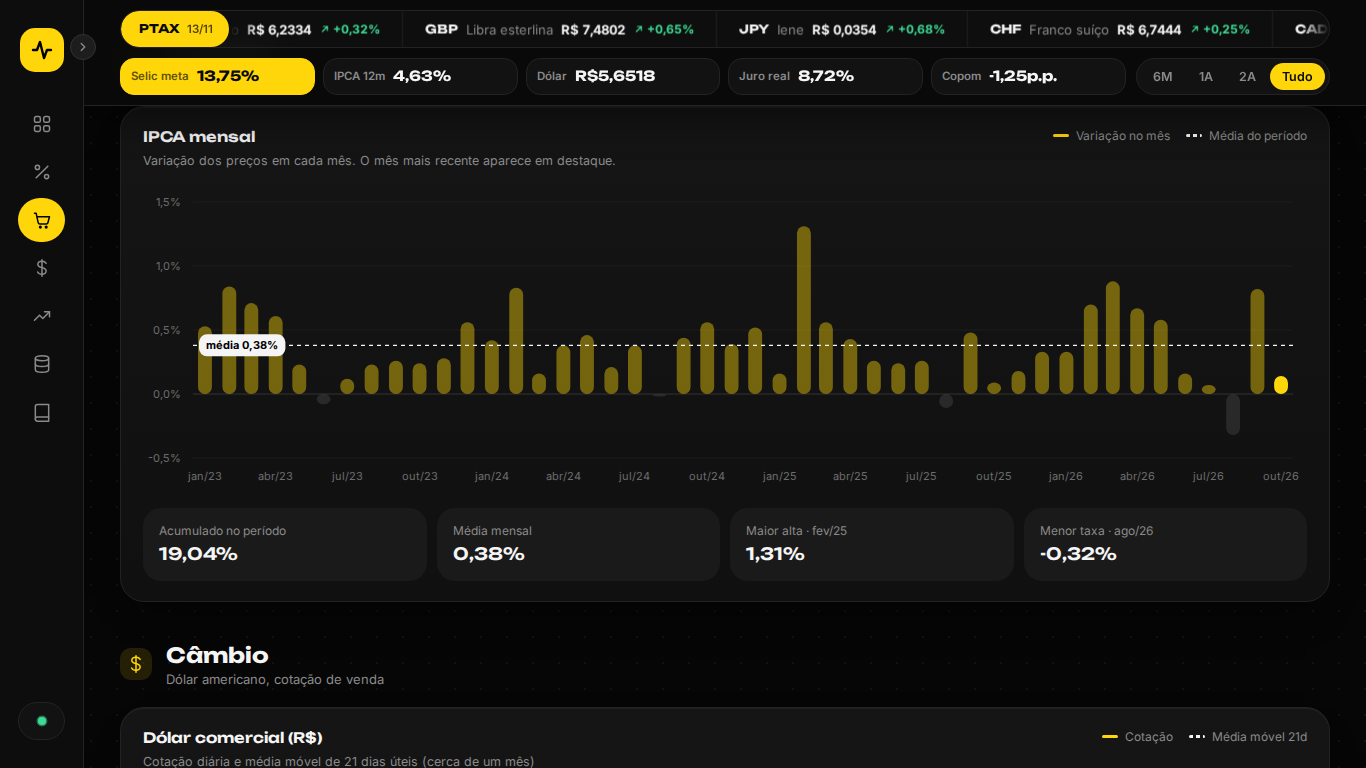 PTAX 13/11
R$ 6,2334 +0,32%
GBP Libra esterlina R$ 7,4802 +0,65%
JPY Iene R$ 0,0354 +0,68%
CHF Franco suíço R$ 6,7444 +0,25%
CAD
Selic meta 13,75%
IPCA 12m 4,63%
Dólar R$5,6518
Juro real 8,72%
Copom -1,25p.p.
6M 1A 2A Tudo
IPCA mensal
Variação no mês Média do período
Variação dos preços em cada mês. O mês mais recente aparece em destaque.
1,5%
1,0%
0,5%
média 0,38%
0,0%
-0,5%
jan/23 abr/23 jul/23 out/23 jan/24 abr/24 jul/24 out/24 jan/25 abr/25 jul/25 out/25 jan/26 abr/26 jul/26 out/26
Acumulado no período
19,04%
Média mensal
0,38%
Maior alta · fev/25
1,31%
Menor taxa · ago/26
-0,32%
Câmbio
Dólar americano, cotação de venda
Dólar comercial (R$)
Cotação Média móvel 21d
Cotação diária e média móvel de 21 dias úteis (cerca de um mês)